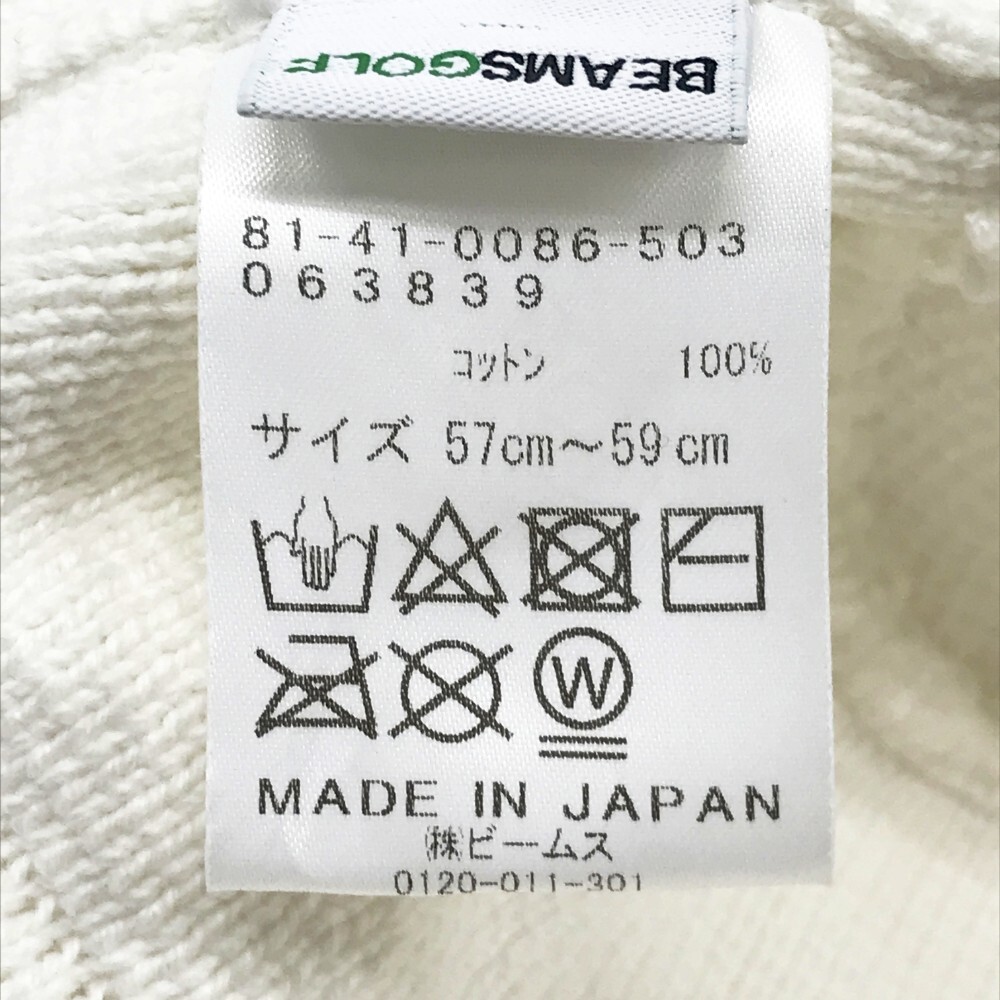 BEAMSGOLF
81-41-0086-503
063839
コットン 100%
サイズ 57cm～59cm
W
MADE IN JAPAN
㈱ビームス
0120-011-301